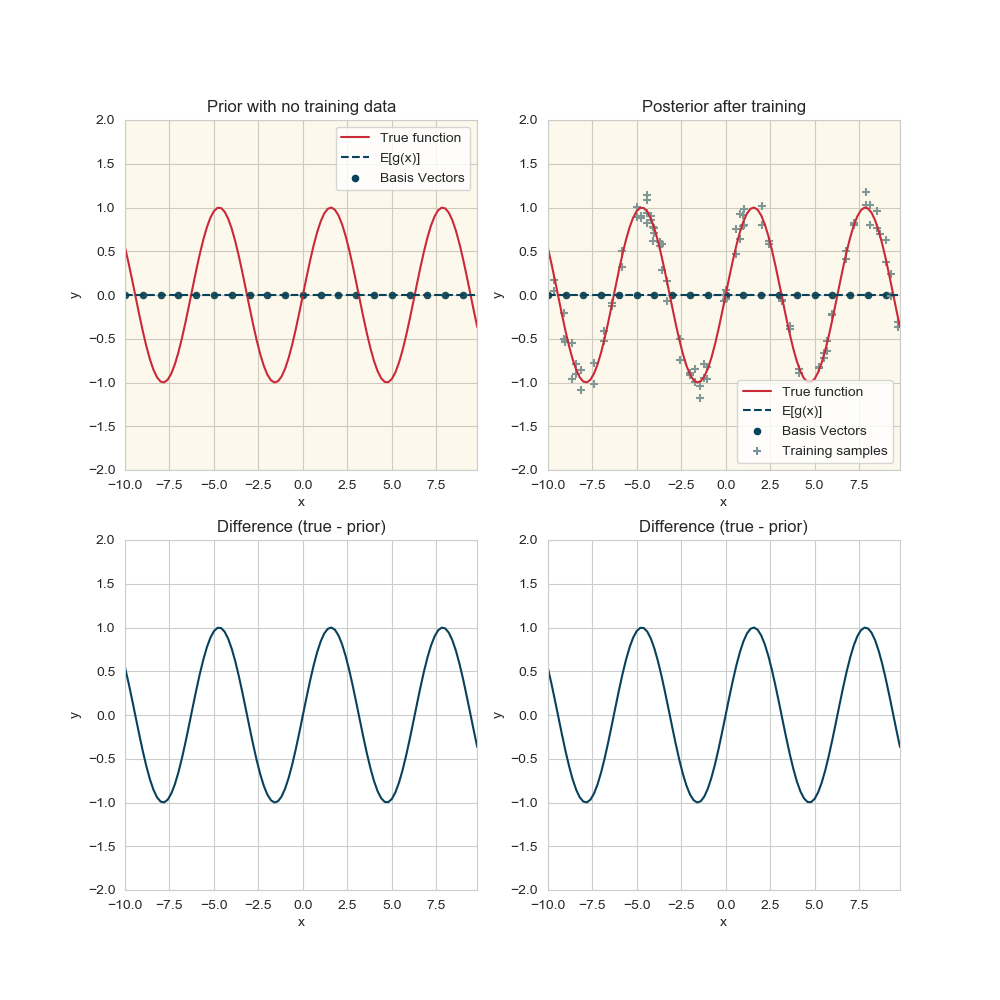 Prior with no training data
2.0
1.5
1.0
0.5
0.0
−0.5
−1.0
−1.5
−2.0
y
True function
E[g(x)]
Basis Vectors
−10.0 −7.5 −5.0 −2.5 0.0 2.5 5.0 7.5
x
Posterior after training
2.0
1.5
1.0
0.5
0.0
−0.5
−1.0
−1.5
−2.0
y
True function
E[g(x)]
Basis Vectors
Training samples
−10.0 −7.5 −5.0 −2.5 0.0 2.5 5.0 7.5
x
Difference (true - prior)
2.0
1.5
1.0
0.5
0.0
−0.5
−1.0
−1.5
−2.0
y
−10.0 −7.5 −5.0 −2.5 0.0 2.5 5.0 7.5
x
Difference (true - prior)
2.0
1.5
1.0
0.5
0.0
−0.5
−1.0
−1.5
−2.0
y
−10.0 −7.5 −5.0 −2.5 0.0 2.5 5.0 7.5
x